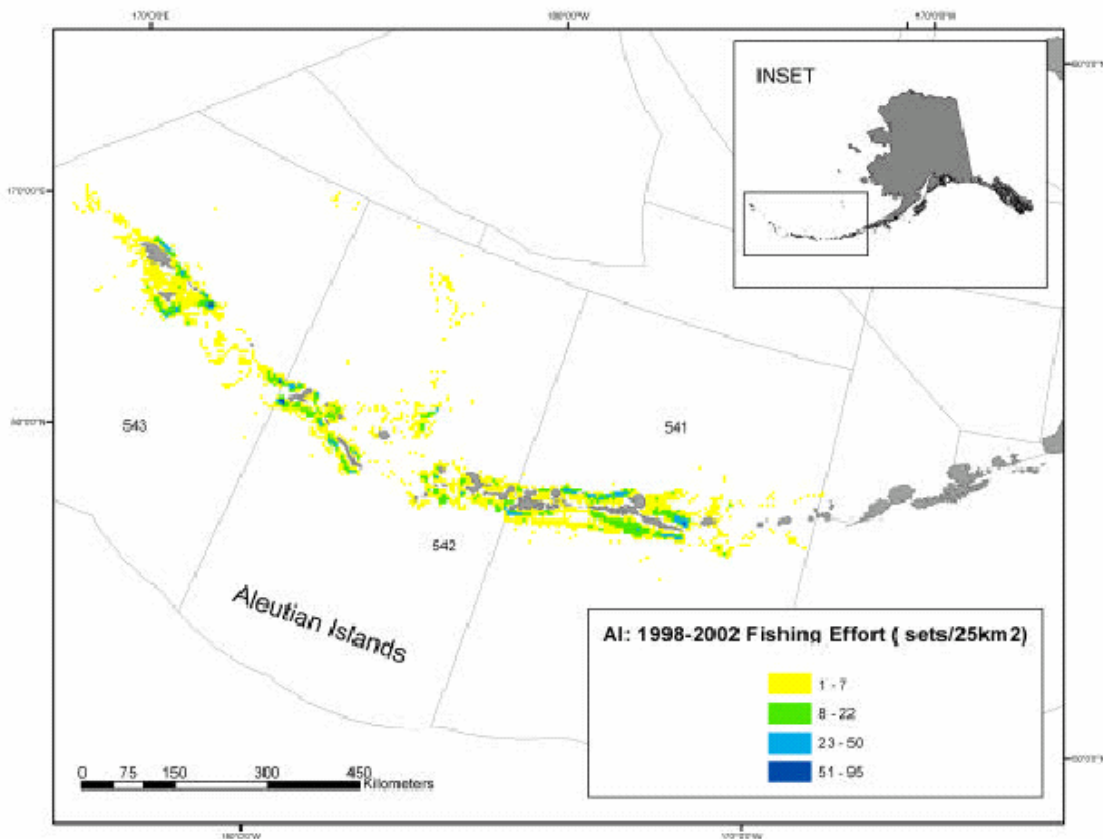 170°0'0"E 180°0'0"W 170°0'0"W
INSET
543
541
542
Aleutian Islands
AI: 1998-2002 Fishing Effort ( sets/25km2)
1 - 7
8 - 22
23 - 50
51 - 95
0 75 150 300 450
Kilometers